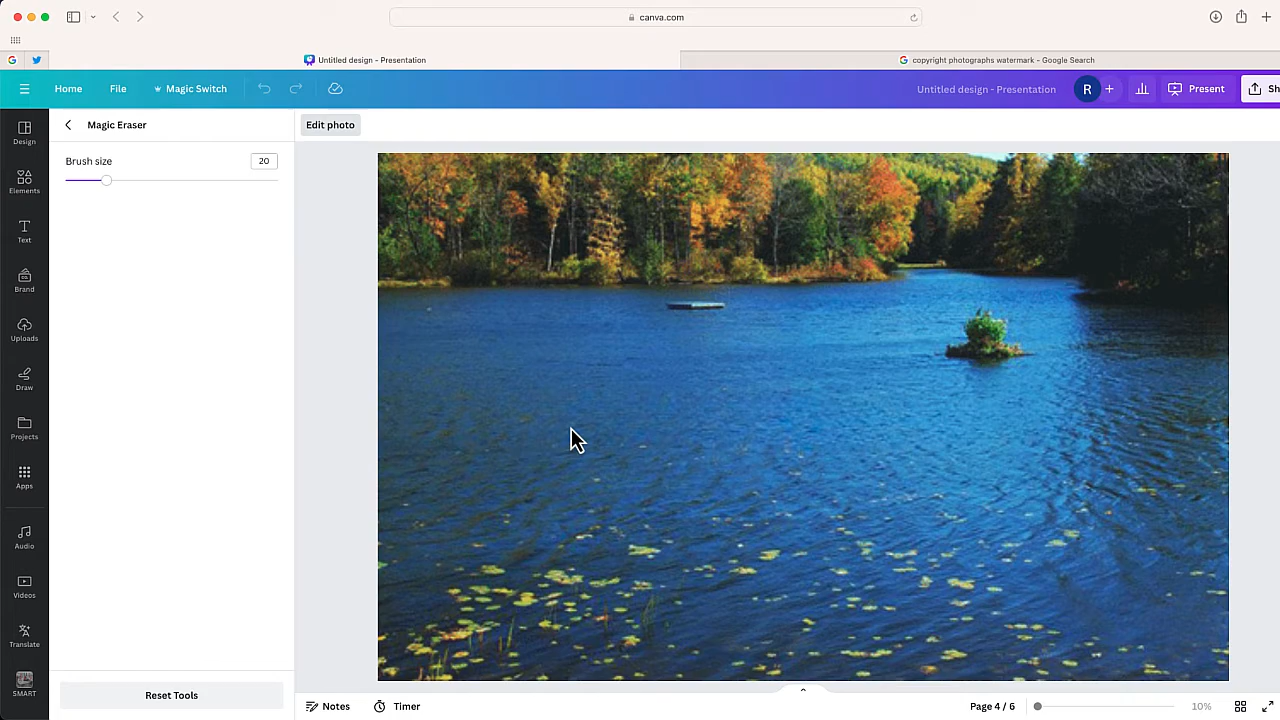 canva.com
Untitled design - Presentation
copyright photographs watermark - Google Search
Home
File
Magic Switch
Untitled design - Presentation
R
Present
Sh
Design
Elements
Text
Brand
Uploads
Draw
Projects
Apps
Audio
Videos
Translate
SMART
Magic Eraser
Brush size
20
Reset Tools
Edit photo
Notes
Timer
Page 4 / 6
10%